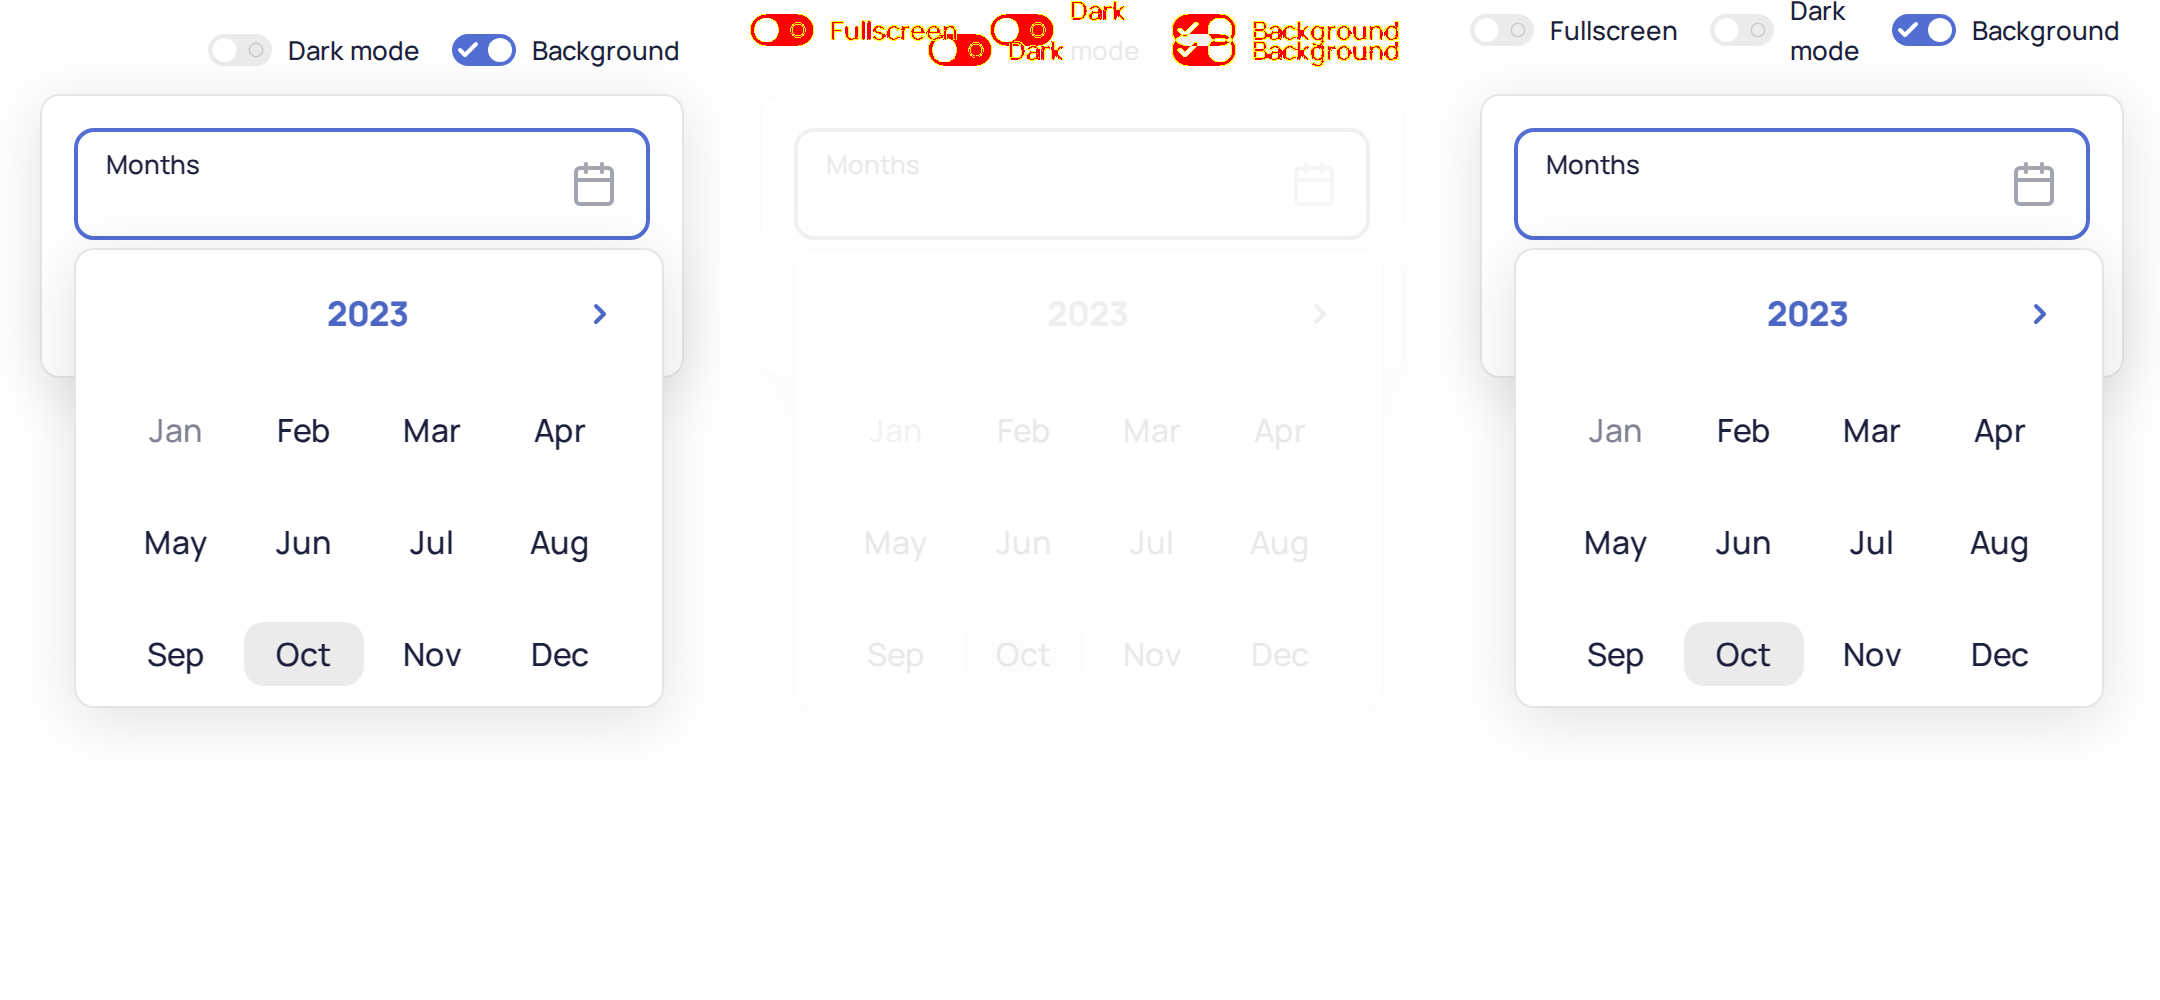 Dark mode Background
Months
2023
Jan Feb Mar Apr
May Jun Jul Aug
Sep Oct Nov Dec
Fullscreen Dark Background
Dark mode Background
Months
2023
Jan Feb Mar Apr
May Jun Jul Aug
Sep Oct Nov Dec
Fullscreen Dark mode Background
Months
2023
Jan Feb Mar Apr
May Jun Jul Aug
Sep Oct Nov Dec